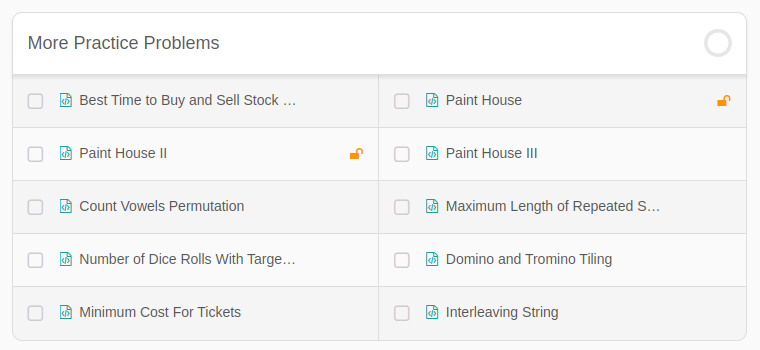 More Practice Problems
Best Time to Buy and Sell Stock …
Paint House
Paint House II
Paint House III
Count Vowels Permutation
Maximum Length of Repeated S…
Number of Dice Rolls With Targe…
Domino and Tromino Tiling
Minimum Cost For Tickets
Interleaving String